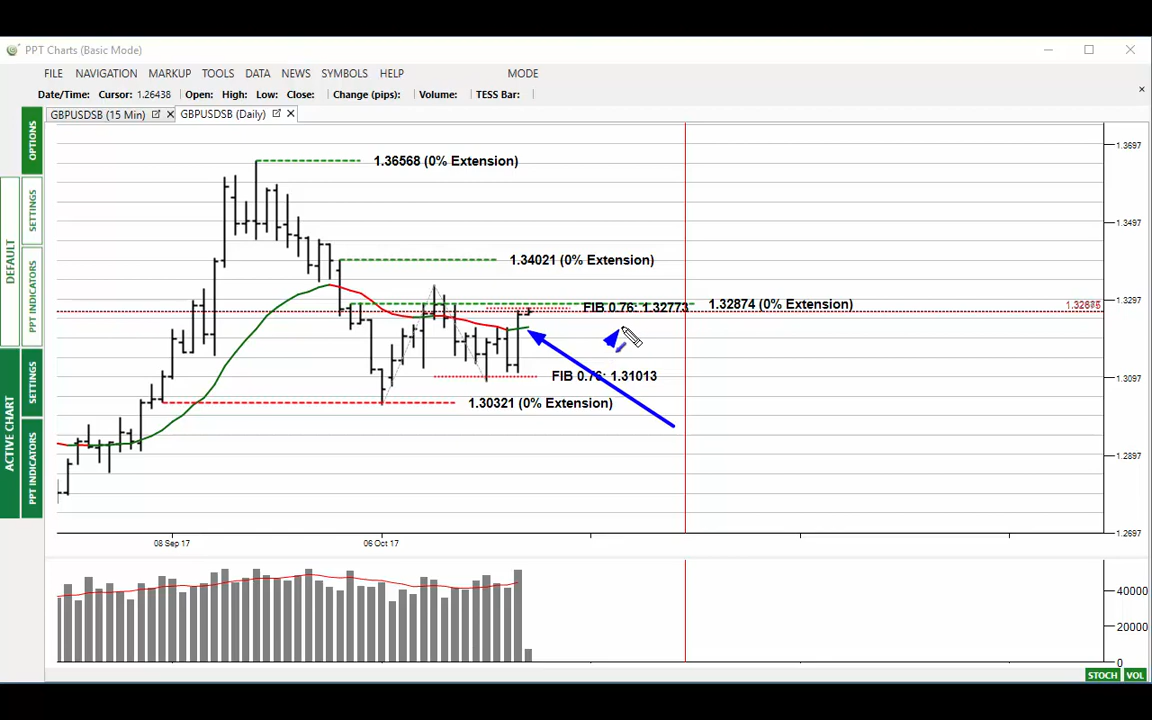 PPT Charts (Basic Mode)
FILE NAVIGATION MARKUP TOOLS DATA NEWS SYMBOLS HELP MODE
Date/Time: Cursor: 1.26438 Open: High: Low: Close: Change (pips): Volume: TESS Bar:
GBPUSDSB (15 Min) GBPUSDSB (Daily)
OPTIONS
SETTINGS
PPT INDICATORS
DEFAULT
SETTINGS
PPT INDICATORS
ACTIVE CHART
1.36568 (0% Extension)
1.3697
1.3497
1.34021 (0% Extension)
1.3297
FIB 0.76: 1.32773
1.32874 (0% Extension)
FIB 0.76: 1.31013
1.3097
1.30321 (0% Extension)
1.2897
1.2697
08 Sep 17 06 Oct 17
40000
20000
0
STOCH VOL